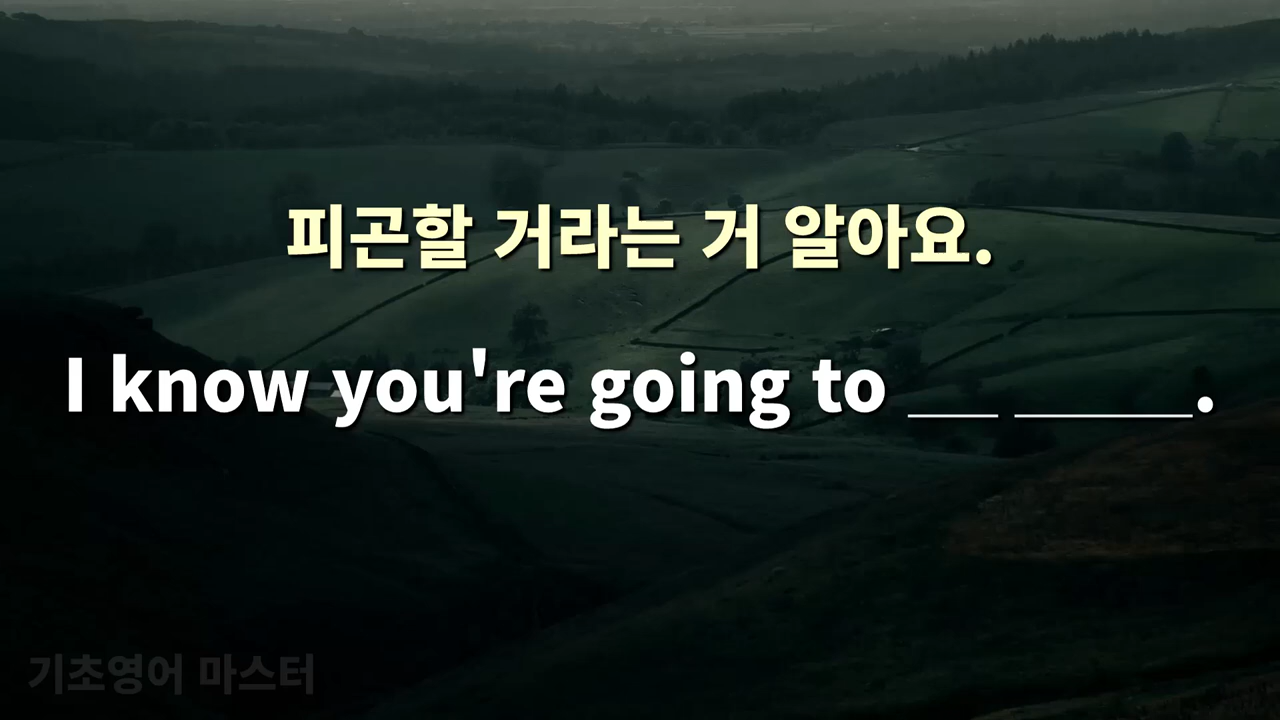 피곤할 거라는 거 알아요.
I know you're going to __ ____.
기초영어 마스터